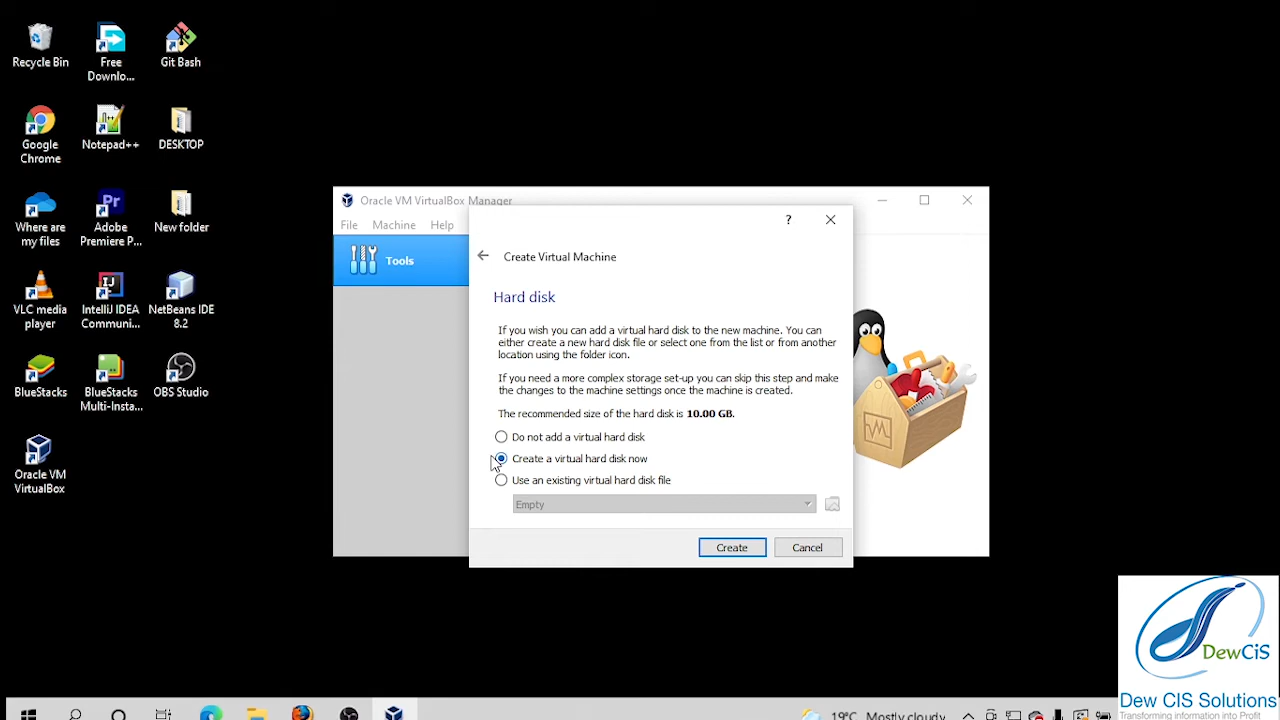 Recycle Bin
Free
Downlo...
Git Bash
Google
Chrome
Notepad++
DESKTOP
Where are
my files
Pr
Adobe
Premiere P...
New folder
VLC media
player
IJ
IntelliJ IDEA
Communi...
NetBeans IDE
8.2
BlueStacks
BlueStacks
Multi-Insta...
OBS Studio
Oracle VM
VirtualBox
Oracle VM VirtualBox Manager
File Machine Help
Tools
?
Create Virtual Machine
Hard disk
If you wish you can add a virtual hard disk to the new machine. You can
either create a new hard disk file or select one from the list or from another
location using the folder icon.
If you need a more complex storage set-up you can skip this step and make
the changes to the machine settings once the machine is created.
The recommended size of the hard disk is 10.00 GB.
Do not add a virtual hard disk
Create a virtual hard disk now
Use an existing virtual hard disk file
Empty
Create Cancel
DewCiS
Dew CIS Solutions
Transforming information into Profit
19°C Mostly cloudy